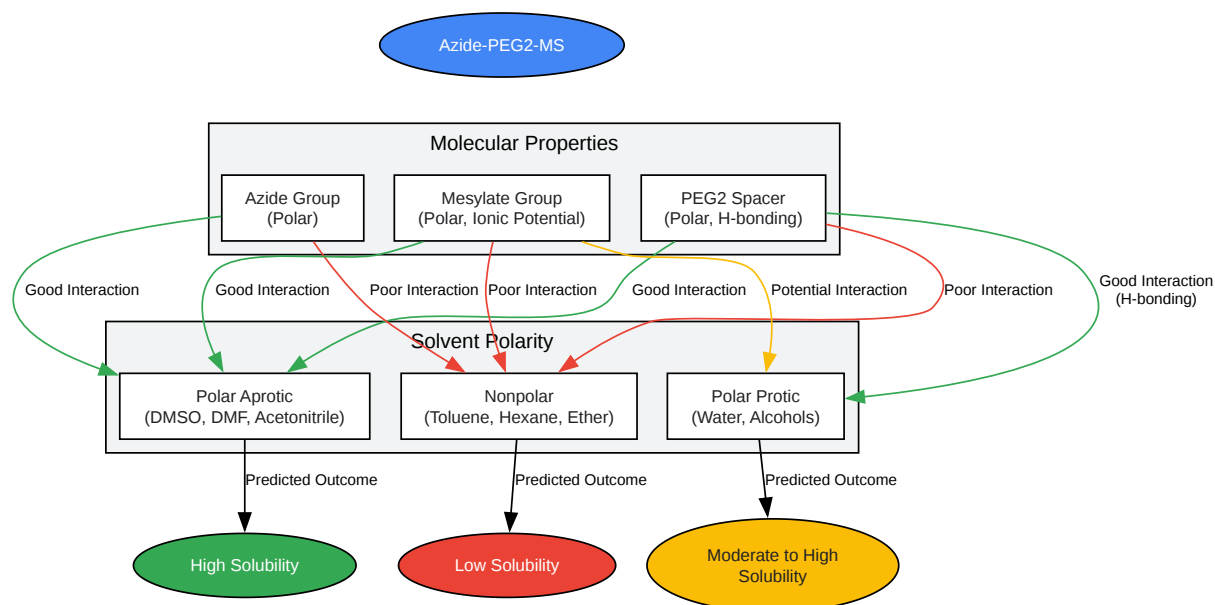 Azide-PEG2-MS
Molecular Properties
Azide Group
(Polar)
Mesylate Group
(Polar, Ionic Potential)
PEG2 Spacer
(Polar, H-bonding)
Good Interaction
Good Interaction
Poor Interaction
Poor Interaction
Good Interaction
Potential Interaction
Poor Interaction
Good Interaction
(H-bonding)
Solvent Polarity
Polar Aprotic
(DMSO, DMF, Acetonitrile)
Nonpolar
(Toluene, Hexane, Ether)
Polar Protic
(Water, Alcohols)
Predicted Outcome
Predicted Outcome
Predicted Outcome
High Solubility
Low Solubility
Moderate to High
Solubility